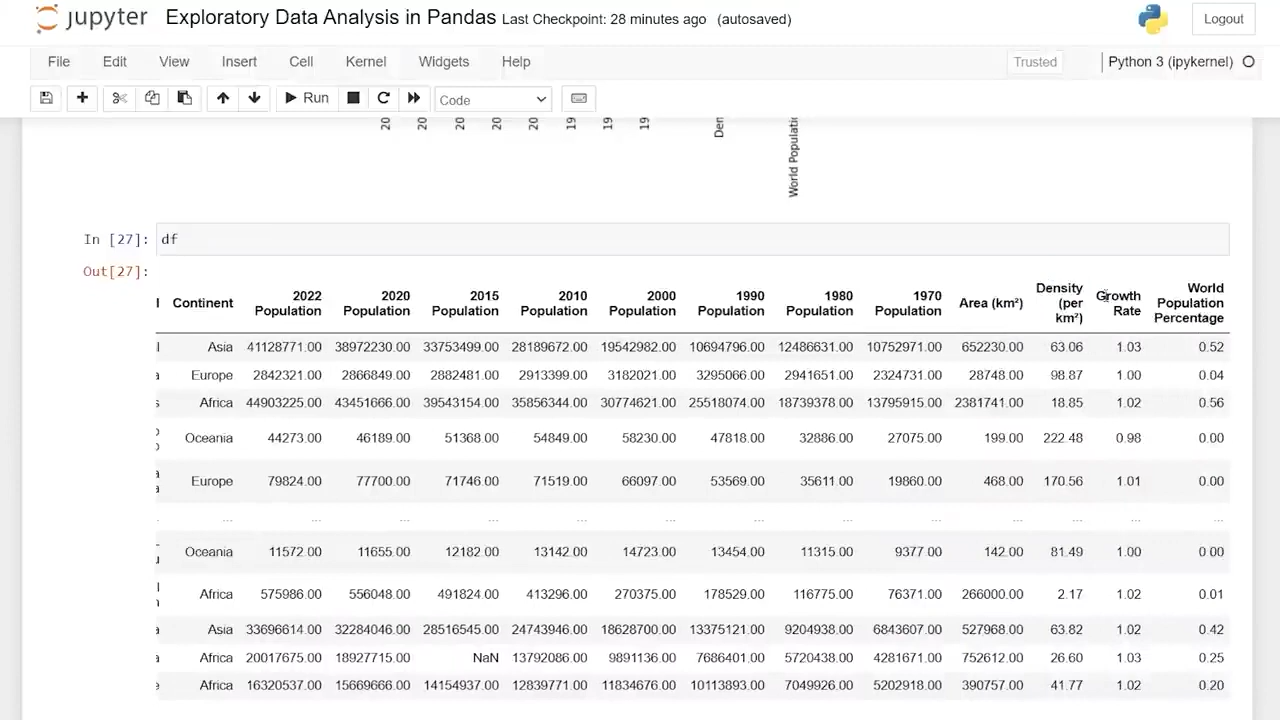 jupyter Exploratory Data Analysis in Pandas Last Checkpoint: 28 minutes ago (autosaved) Logout
File Edit View Insert Cell Kernel Widgets Help Trusted Python 3 (ipykernel)
Run Code
20 20 20 20 20 19 19 19 Den World Populati
In [27]: df
Out[27]:
Continent 2022 Population 2020 Population 2015 Population 2010 Population 2000 Population 1990 Population 1980 Population 1970 Population Area (km²) Density (per km²) Growth Rate World Population Percentage
Asia 41128771.00 38972230.00 33753499.00 28189672.00 19542982.00 10694796.00 12486631.00 10752971.00 652230.00 63.06 1.03 0.52
Europe 2842321.00 2866849.00 2882481.00 2913399.00 3182021.00 3295066.00 2941651.00 2324731.00 28748.00 98.87 1.00 0.04
Africa 44903225.00 43451666.00 39543154.00 35856344.00 30774621.00 25518074.00 18739378.00 13795915.00 2381741.00 18.85 1.02 0.56
Oceania 44273.00 46189.00 51368.00 54849.00 58230.00 47818.00 32886.00 27075.00 199.00 222.48 0.98 0.00
Europe 79824.00 77700.00 71746.00 71519.00 66097.00 53569.00 35611.00 19860.00 468.00 170.56 1.01 0.00
... ... ... ... ... ... ... ... ... ... ... ... ...
Oceania 11572.00 11655.00 12182.00 13142.00 14723.00 13454.00 11315.00 9377.00 142.00 81.49 1.00 0.00
Africa 575986.00 556048.00 491824.00 413296.00 270375.00 178529.00 116775.00 76371.00 266000.00 2.17 1.02 0.01
Asia 33696614.00 32284046.00 28516545.00 24743946.00 18628700.00 13375121.00 9204938.00 6843607.00 527968.00 63.82 1.02 0.42
Africa 20017675.00 18927715.00 NaN 13792086.00 9891136.00 7686401.00 5720438.00 4281671.00 752612.00 26.60 1.03 0.25
Africa 16320537.00 15669666.00 14154937.00 12839771.00 11834676.00 10113893.00 7049926.00 5202918.00 390757.00 41.77 1.02 0.20